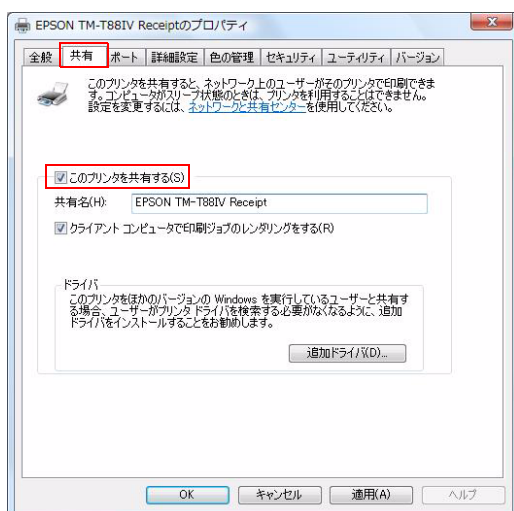 EPSON TM-T88IV Receiptのプロパティ
全般 共有 ポート 詳細設定 色の管理 セキュリティ ユーティリティ バージョン
このプリンタを共有すると、ネットワーク上のユーザーがそのプリンタで印刷できま
す。コンピュータがスリープ状態のときは、プリンタを利用することはできません。
設定を変更するには、ネットワークと共有センターを使用してください。
このプリンタを共有する(S)
共有名(H): EPSON TM-T88IV Receipt
クライアント コンピュータで印刷ジョブのレンダリングをする(R)
ドライバ
このプリンタをほかのバージョンの Windows を実行しているユーザーと共有す
る場合、ユーザーがプリンタ ドライバを検索する必要がなくなるように、追加
ドライバをインストールすることをお勧めします。
追加ドライバ(D)...
OK キャンセル 適用(A) ヘルプ